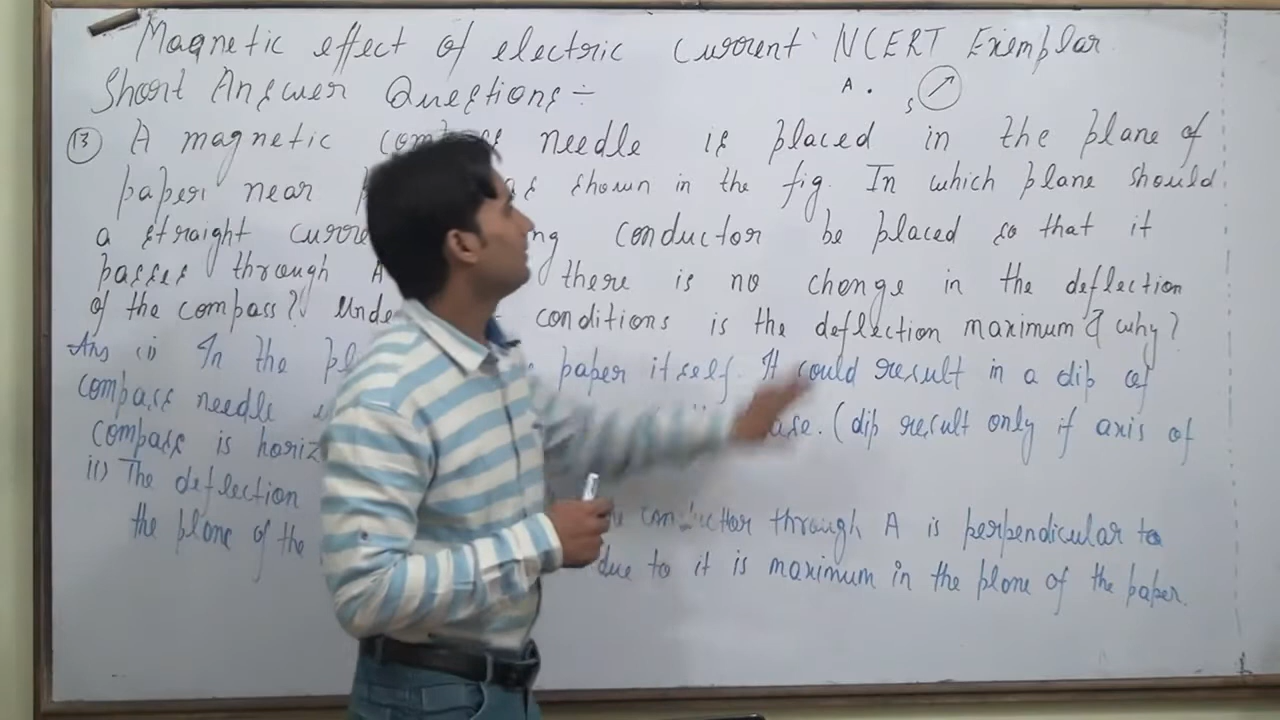 Magnetic effect of electric current NCERT Exemplar
Short Answer Questions :-
A . S
(13) A magnetic needle is placed in the plane of
paper near shown in the fig. In which plane should
a straight conductor be placed so that it
passes through A there is no change in the deflection
of the compass? conditions is the deflection maximum & why?
Ans (i) In the paper itself. It could result in a dip of
compass needle (dip result only if axis of
compass is
ii) The deflection conductor through A is perpendicular to
the plane of the due to it is maximum in the plane of the paper.